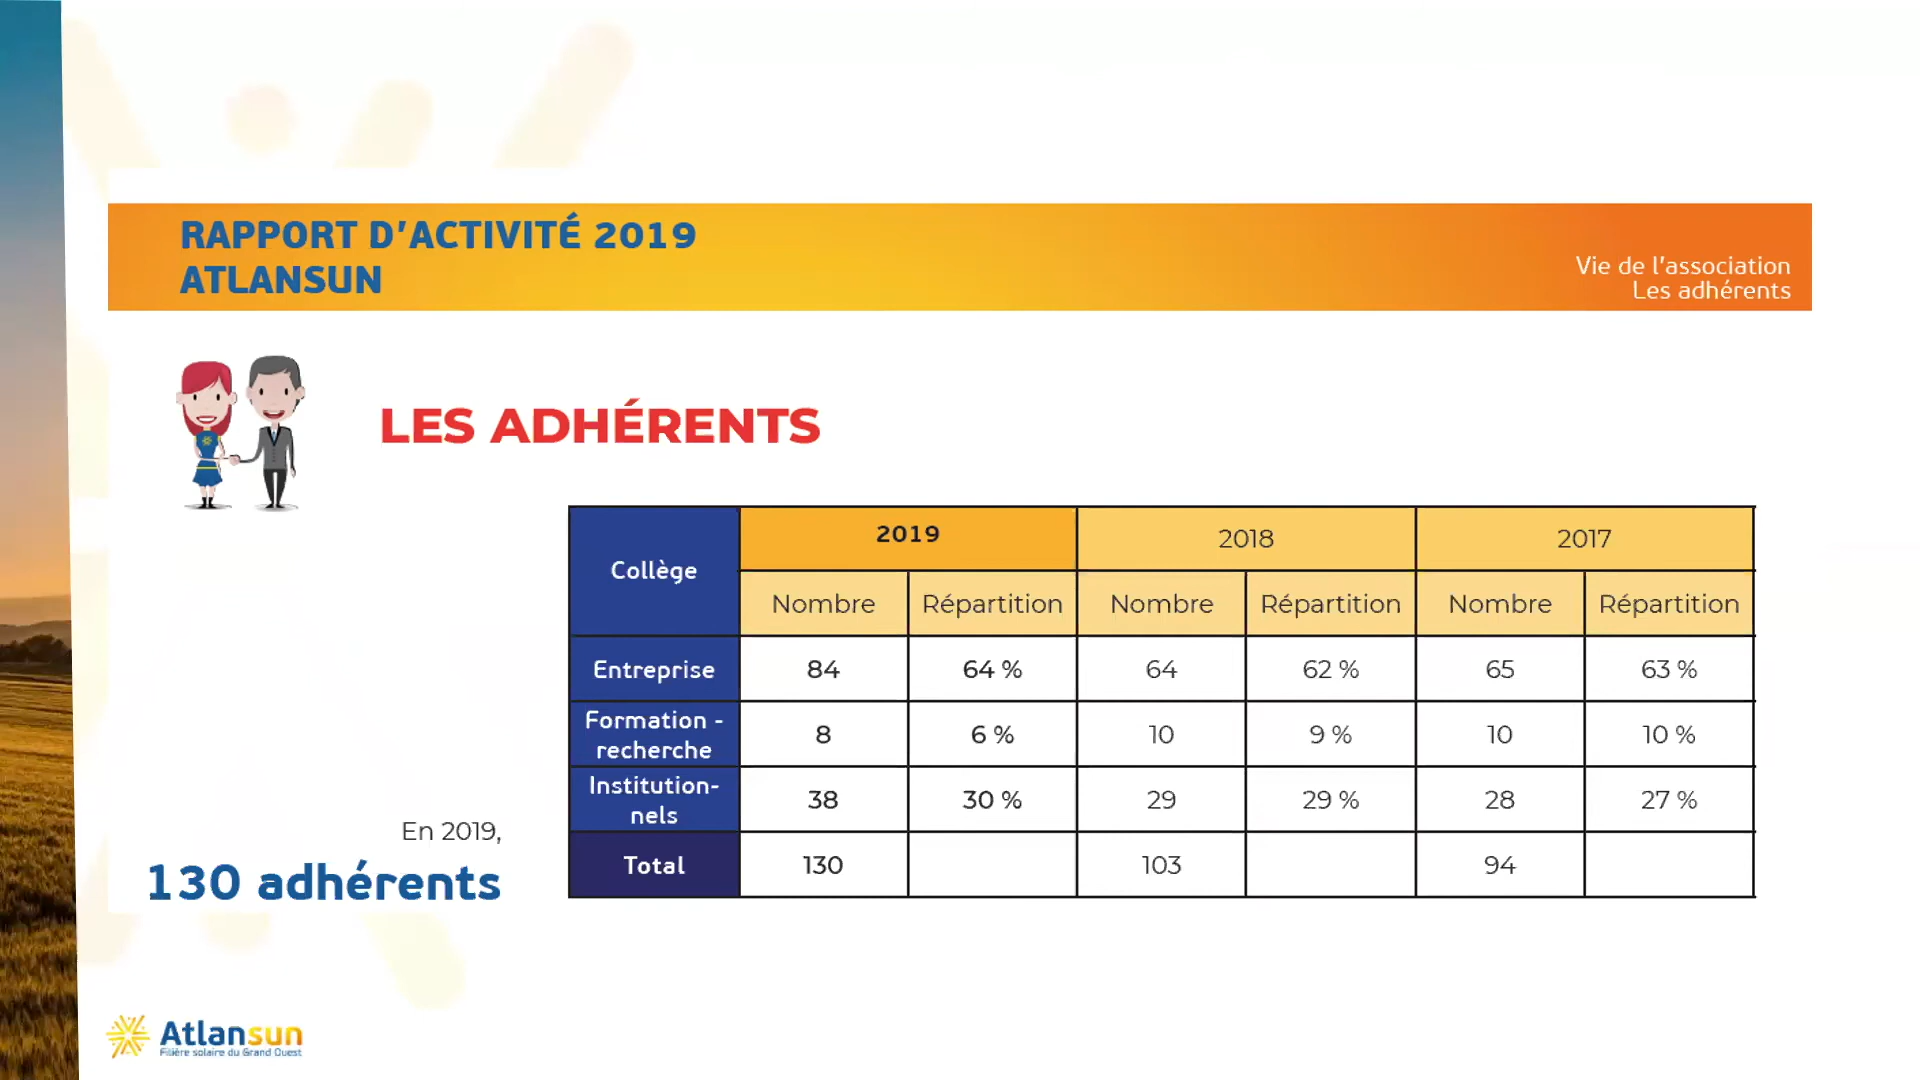 RAPPORT D'ACTIVITÉ 2019
ATLANSUN
Vie de l'association
Les adhérents
LES ADHÉRENTS
Collège 2019 2018 2017
Nombre Répartition Nombre Répartition Nombre Répartition
Entreprise 84 64 % 64 62 % 65 63 %
Formation -
recherche 8 6 % 10 9 % 10 10 %
Institution-
nels 38 30 % 29 29 % 28 27 %
Total 130 103 94
En 2019,
130 adhérents
Atlansun
Filière solaire du Grand Ouest